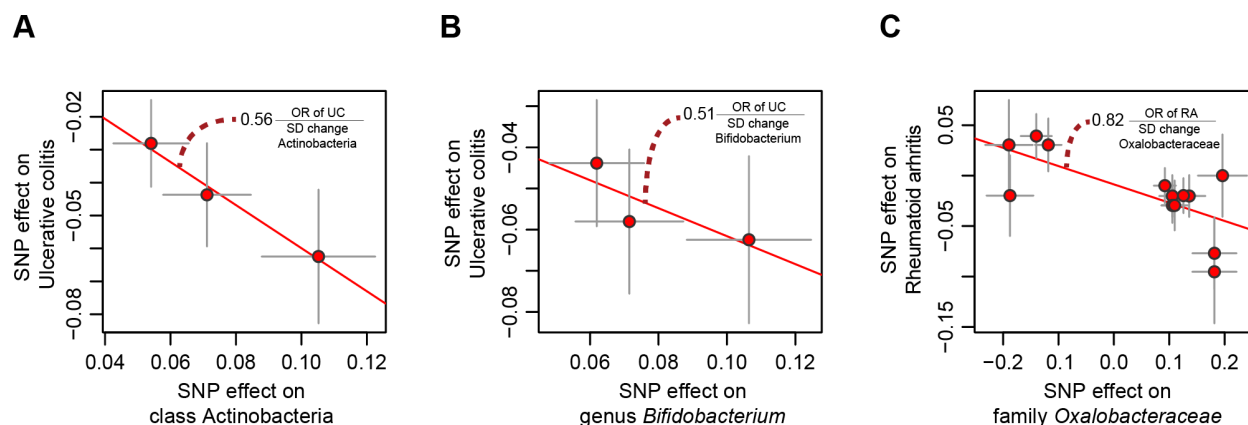 A
B
C
SNP effect on
Ulcerative colitis
−0.02
−0.05
−0.08
0.56
OR of UC
SD change
Actinobacteria
0.04
0.06
0.08
0.10
0.12
SNP effect on
class Actinobacteria
SNP effect on
Ulcerative colitis
−0.04
−0.06
−0.08
0.51
OR of UC
SD change
Bifidobacterium
0.06
0.08
0.10
0.12
SNP effect on
genus Bifidobacterium
SNP effect on
Rheumatoid arhritis
0.05
−0.05
−0.15
0.82
OR of RA
SD change
Oxalobacteraceae
−0.2
0.1
0.0
0.1
0.2
SNP effect on
family Oxalobacteraceae